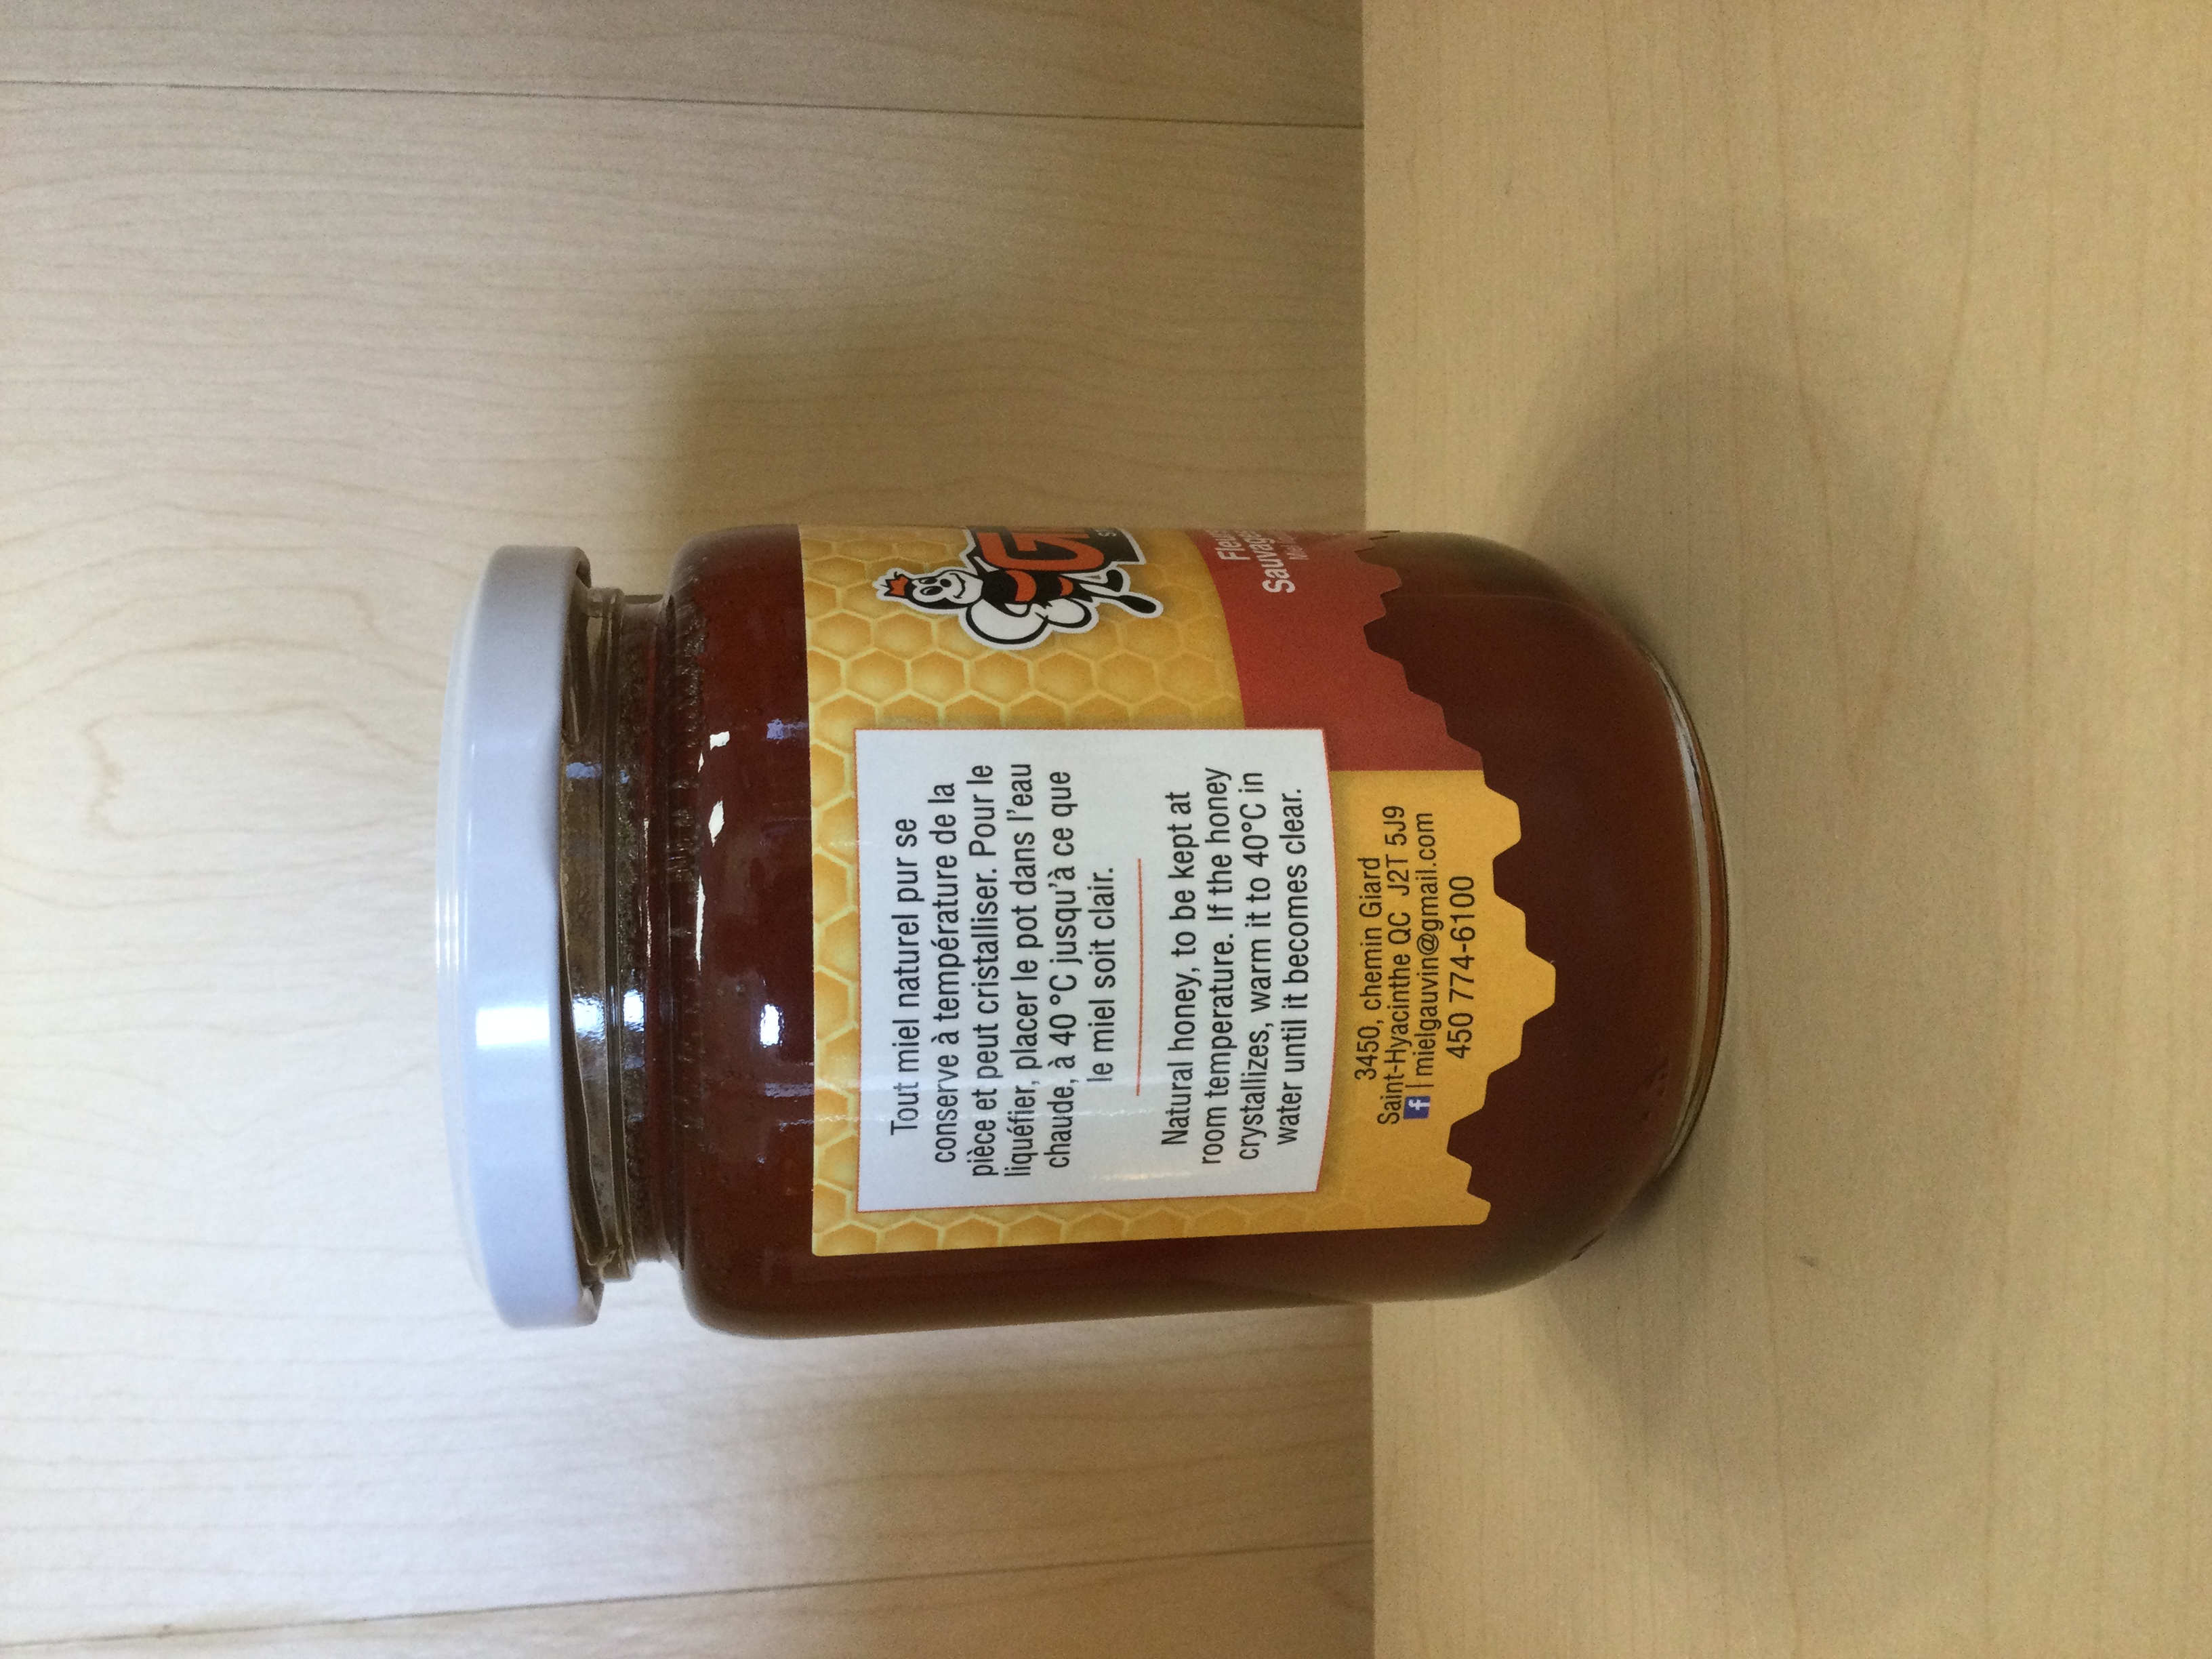 Tout miel naturel pur se
conserve à température de la
pièce et peut cristalliser. Pour le
liquéfier, placer le pot dans l'eau
chaude, à 40 °C jusqu'à ce que
le miel soit clair.
Natural honey, to be kept at
room temperature. If the honey
crystallizes, warm it to 40°C in
water until it becomes clear.
3450, chemin Giard
Saint-Hyacinthe QC J2T 5J9
f | mielgauvin@gmail.com
450 774-6100